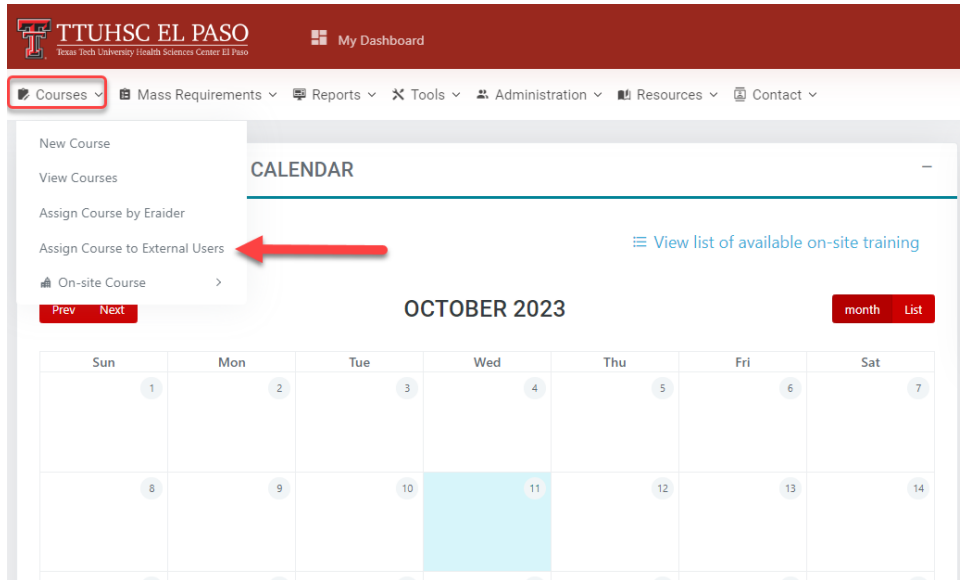 TTUHSC EL PASO
Texas Tech University Health Sciences Center El Paso
My Dashboard
Courses
Mass Requirements
Reports
Tools
Administration
Resources
Contact
New Course
View Courses
Assign Course by Eraider
Assign Course to External Users
On-site Course
CALENDAR
View list of available on-site training
Prev Next
OCTOBER 2023
month List
Sun Mon Tue Wed Thu Fri Sat
1 2 3 4 5 6 7
8 9 10 11 12 13 14